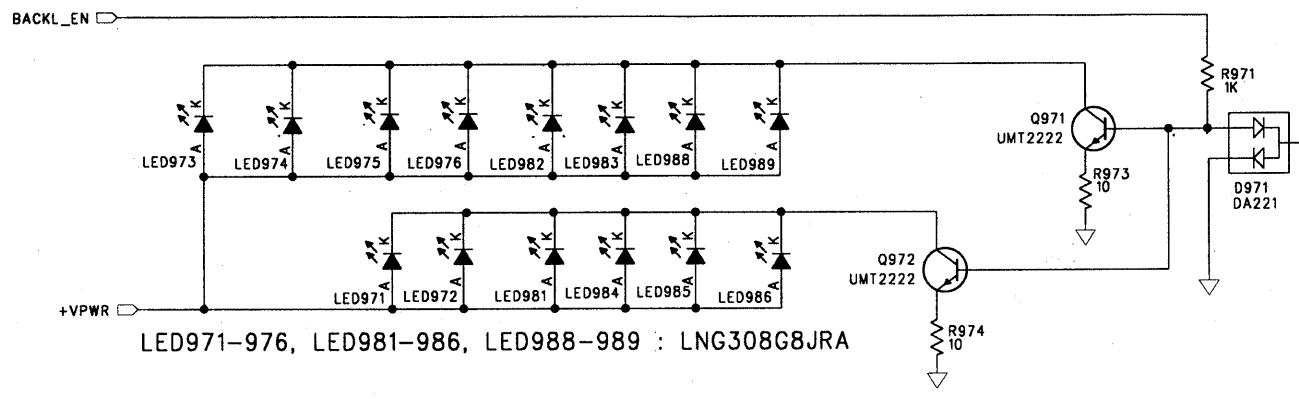 BACKL_EN
R971
1K
Q971
UMT2222
K K K K K K K K
A A A A A A A A
LED973 LED974 LED975 LED976 LED982 LED983 LED988 LED989
R973
10
D971
DA221
K K K K K K
A A A A A A
LED971 LED972 LED981 LED984 LED985 LED986
Q972
UMT2222
+VPWR
R974
10
LED971-976, LED981-986, LED988-989 : LNG308G8JRA